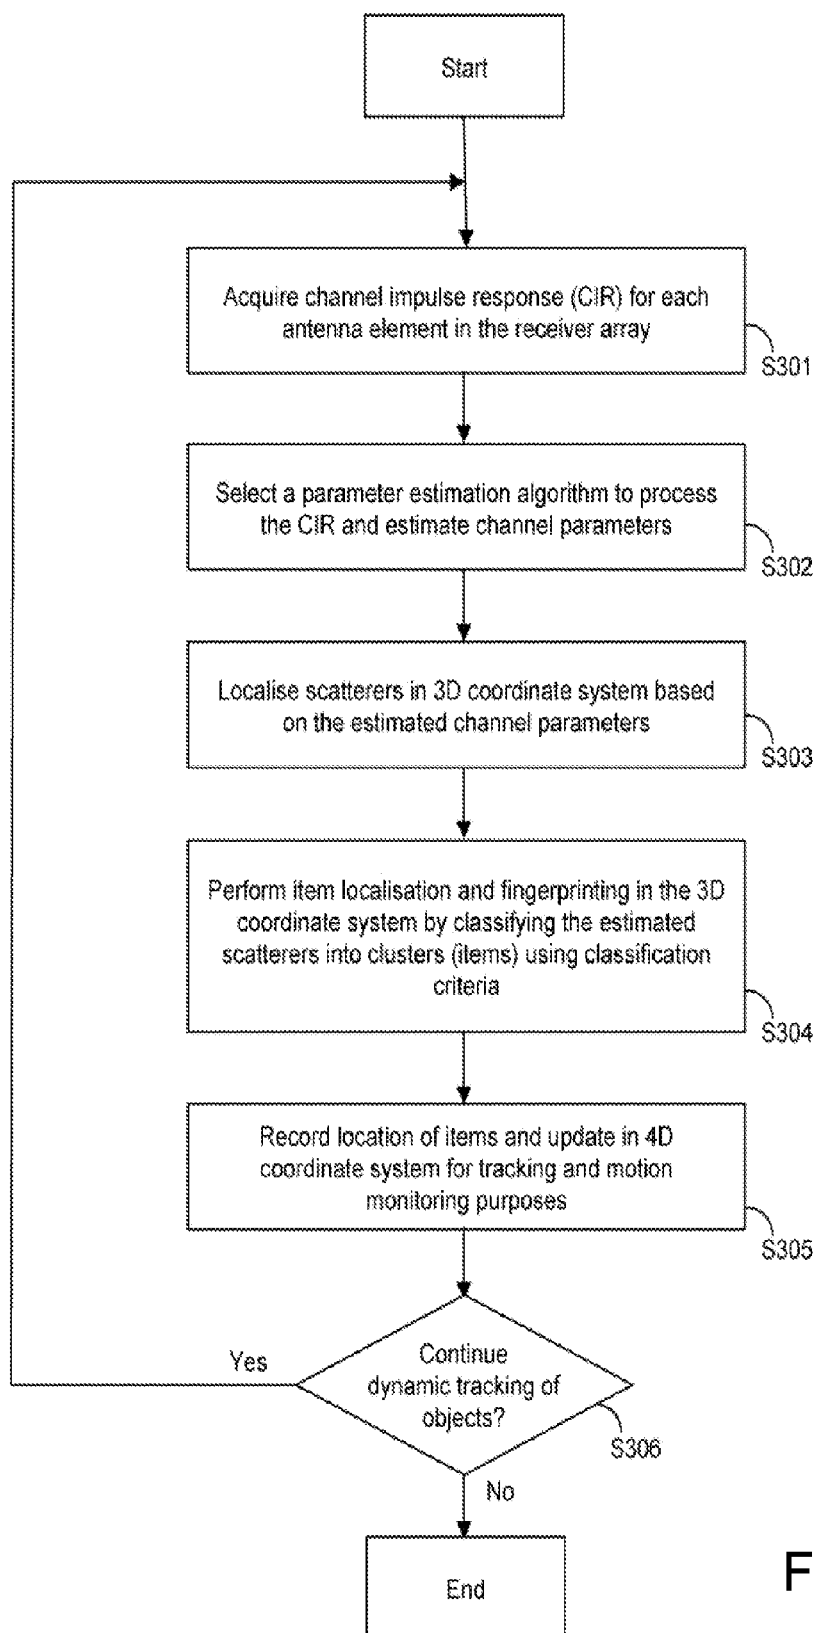 Start
Acquire channel impulse response (CIR) for each
antenna element in the receiver array
S301
Select a parameter estimation algorithm to process
the CIR and estimate channel parameters
S302
Localise scatterers in 3D coordinate system based
on the estimated channel parameters
S303
Perform item localisation and fingerprinting in the 3D
coordinate system by classifying the estimated
scatterers into clusters (items) using classification
criteria
S304
Record location of items and update in 4D
coordinate system for tracking and motion
monitoring purposes
S305
Continue
dynamic tracking of
objects?
Yes
S306
No
End
F